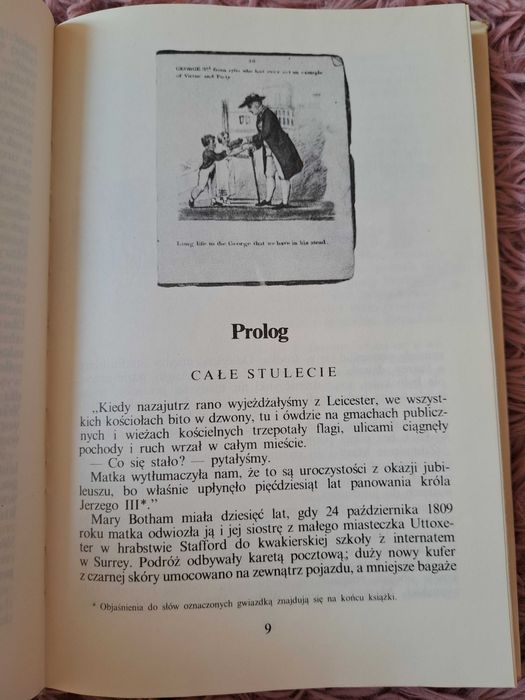 16
GEORGE 3rd from 1760 who has ever set an example
of Virtue and Piety
Long life to the George that we have in his stead.
Prolog
CAŁE STULECIE
„Kiedy nazajutrz rano wyjeżdżałyśmy z Leicester, we wszyst-
kich kościołach bito w dzwony, tu i ówdzie na gmachach publicz-
nych i wieżach kościelnych trzepotały flagi, ulicami ciągnęły
pochody i ruch wrzał w całym mieście.
— Co się stało? — pytałyśmy.
Matka wytłumaczyła nam, że to są uroczystości z okazji jubi-
leuszu, bo właśnie upłynęło pięćdziesiąt lat panowania króla
Jerzego III*.”
Mary Botham miała dziesięć lat, gdy 24 października 1809
roku matka odwiozła ją i jej siostrę z małego miasteczka Uttoxe-
ter w hrabstwie Stafford do kwakierskiej szkoły z internatem
w Surrey. Podróż odbywały karetą pocztową; duży nowy kufer
z czarnej skóry umocowano na zewnątrz pojazdu, a mniejsze bagaże
* Objaśnienia do słów oznaczonych gwiazdką znajdują się na końcu książki.
9